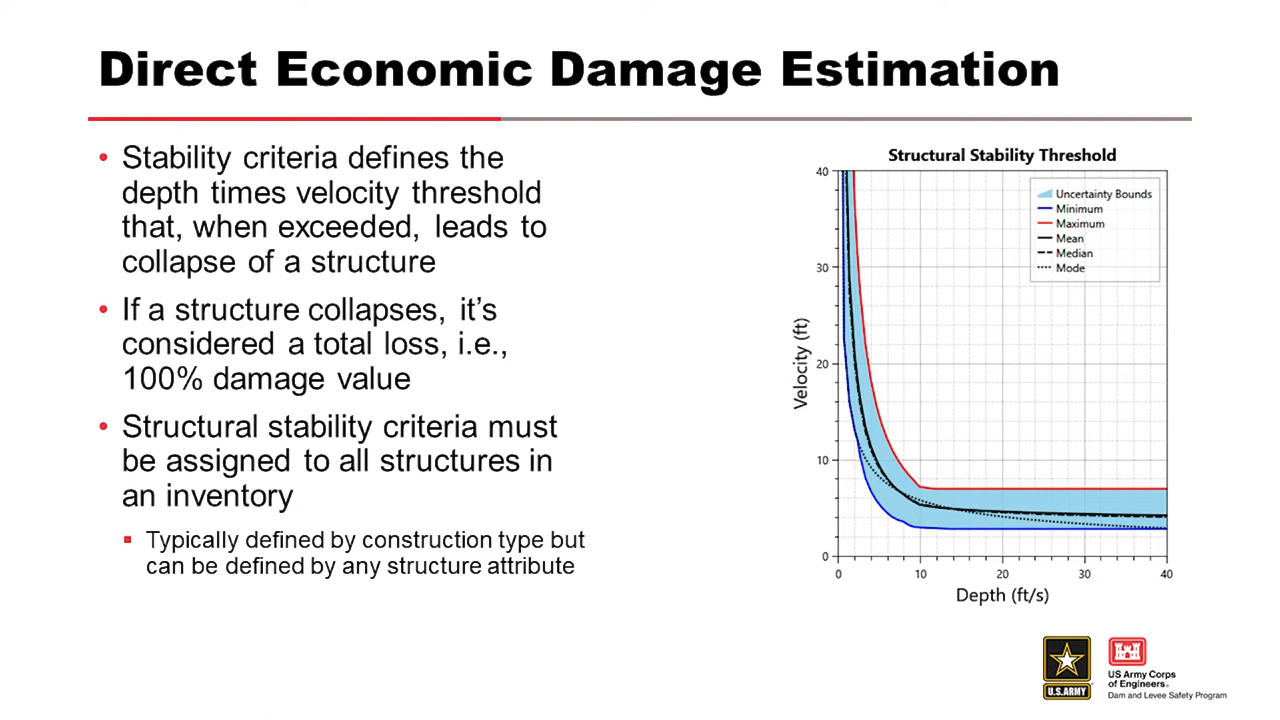 Direct Economic Damage Estimation
• Stability criteria defines the
depth times velocity threshold
that, when exceeded, leads to
collapse of a structure
• If a structure collapses, it’s
considered a total loss, i.e.,
100% damage value
• Structural stability criteria must
be assigned to all structures in
an inventory
▪ Typically defined by construction type but
can be defined by any structure attribute
Structural Stability Threshold
Uncertainty Bounds
Minimum
Maximum
Mean
Median
Mode
Velocity (ft)
40
30
20
10
0
0 10 20 30 40
Depth (ft/s)
U.S.ARMY
US Army Corps
of Engineers®
Dam and Levee Safety Program